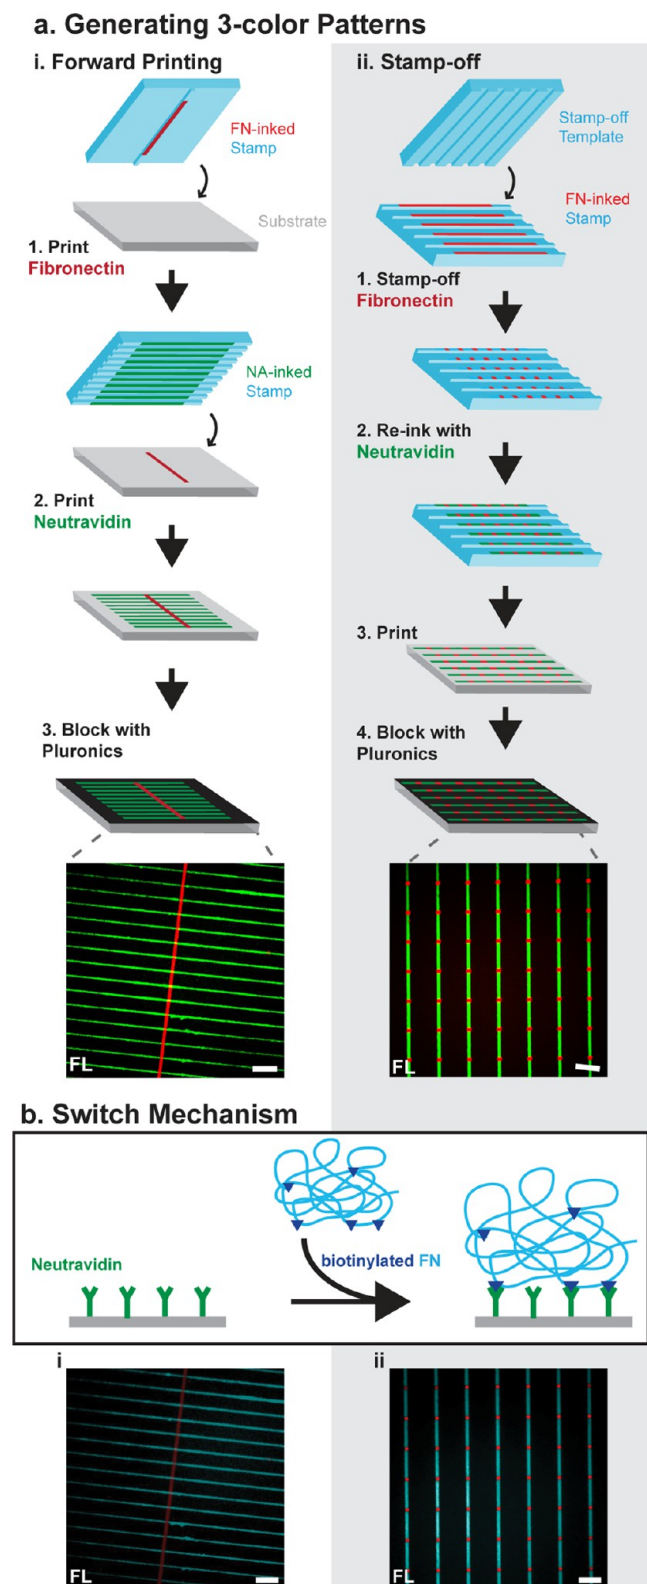 a. Generating 3-color Patterns
i. Forward Printing
FN-inked
Stamp
Substrate
1. Print
Fibronectin
NA-inked
Stamp
2. Print
Neutravidin
3. Block with
Pluronics
FL
ii. Stamp-off
Stamp-off
Template
FN-inked
Stamp
1. Stamp-off
Fibronectin
2. Re-ink with
Neutravidin
3. Print
4. Block with
Pluronics
FL
b. Switch Mechanism
Neutravidin
biotinylated FN
i
FL
ii
FL